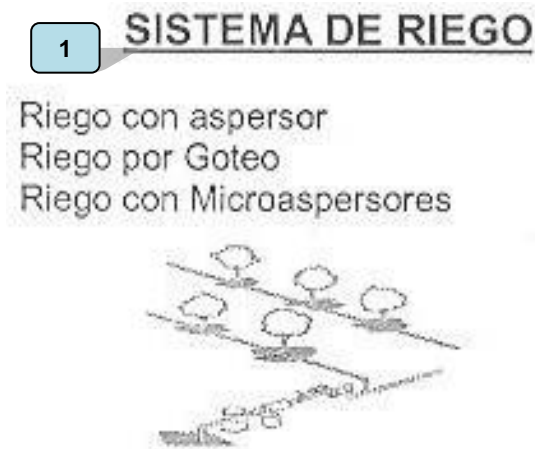 1
SISTEMA DE RIEGO
Riego con aspersor
Riego por Goteo
Riego con Microaspersores